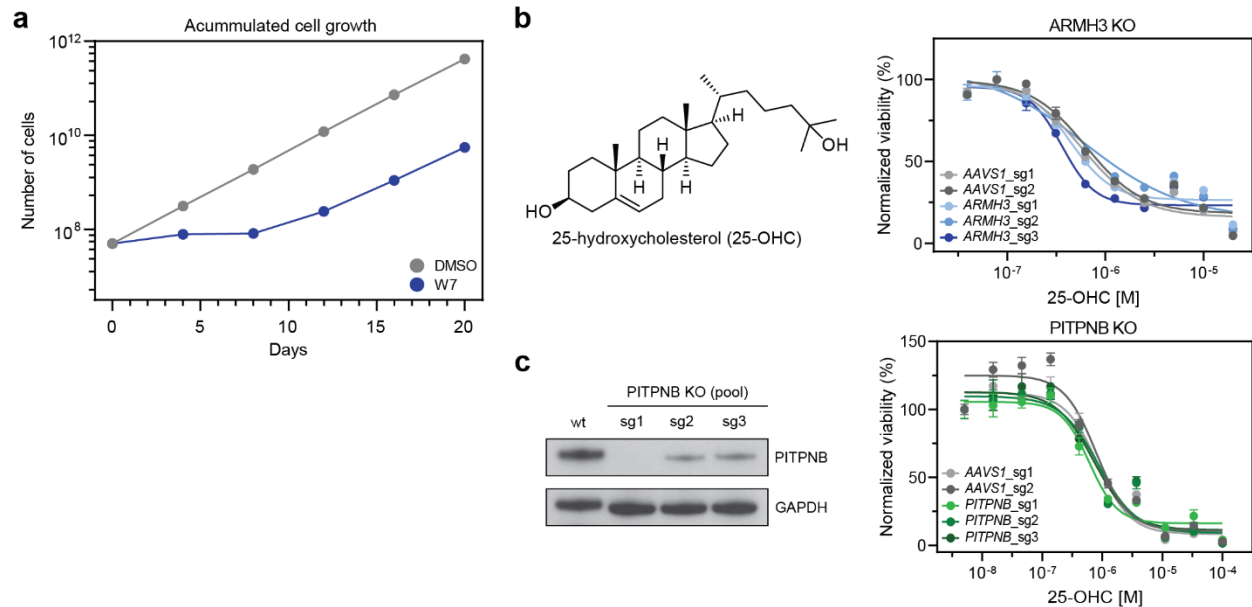 a
Acummulated cell growth
Number of cells
10^12
10^10
10^8
0
5
10
15
20
Days
DMSO
W7
b
HO
H
H
H
H
OH
25-hydroxycholesterol (25-OHC)
ARMH3 KO
Normalized viability (%)
100
50
0
AAVS1_sg1
AAVS1_sg2
ARMH3_sg1
ARMH3_sg2
ARMH3_sg3
10^-7
10^-6
10^-5
25-OHC [M]
c
PITPNB KO (pool)
wt
sg1
sg2
sg3
PITPNB
GAPDH
PITPNB KO
Normalized viability (%)
150
100
50
0
AAVS1_sg1
AAVS1_sg2
PITPNB_sg1
PITPNB_sg2
PITPNB_sg3
10^-8
10^-7
10^-6
10^-5
10^-4
25-OHC [M]